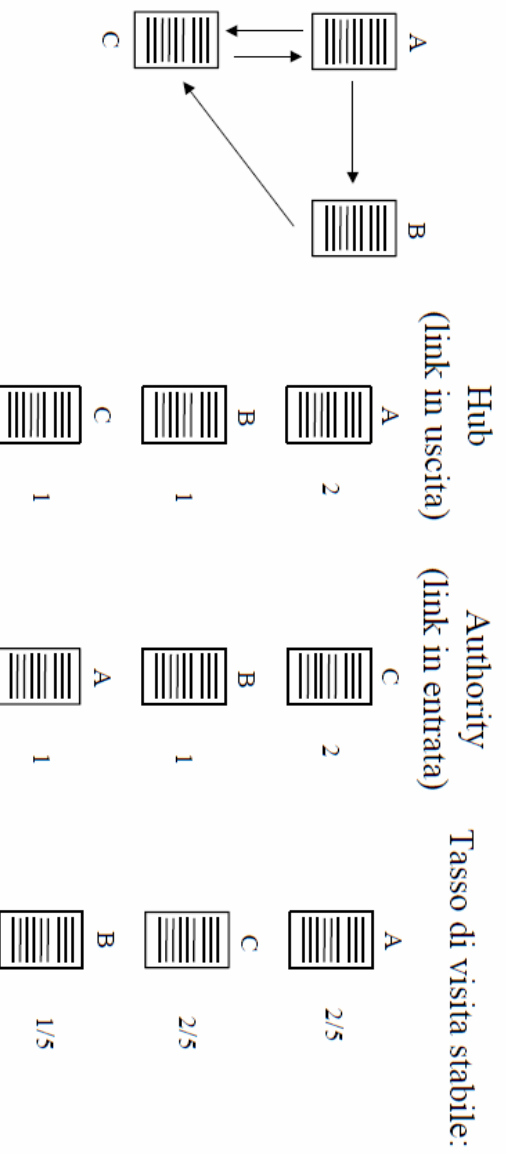 A
B
C
Hub
(link in uscita)
A
2
B
1
C
1
Authority
(link in entrata)
C
2
B
1
A
1
Tasso di visita stabile:
A
2/5
C
2/5
B
1/5